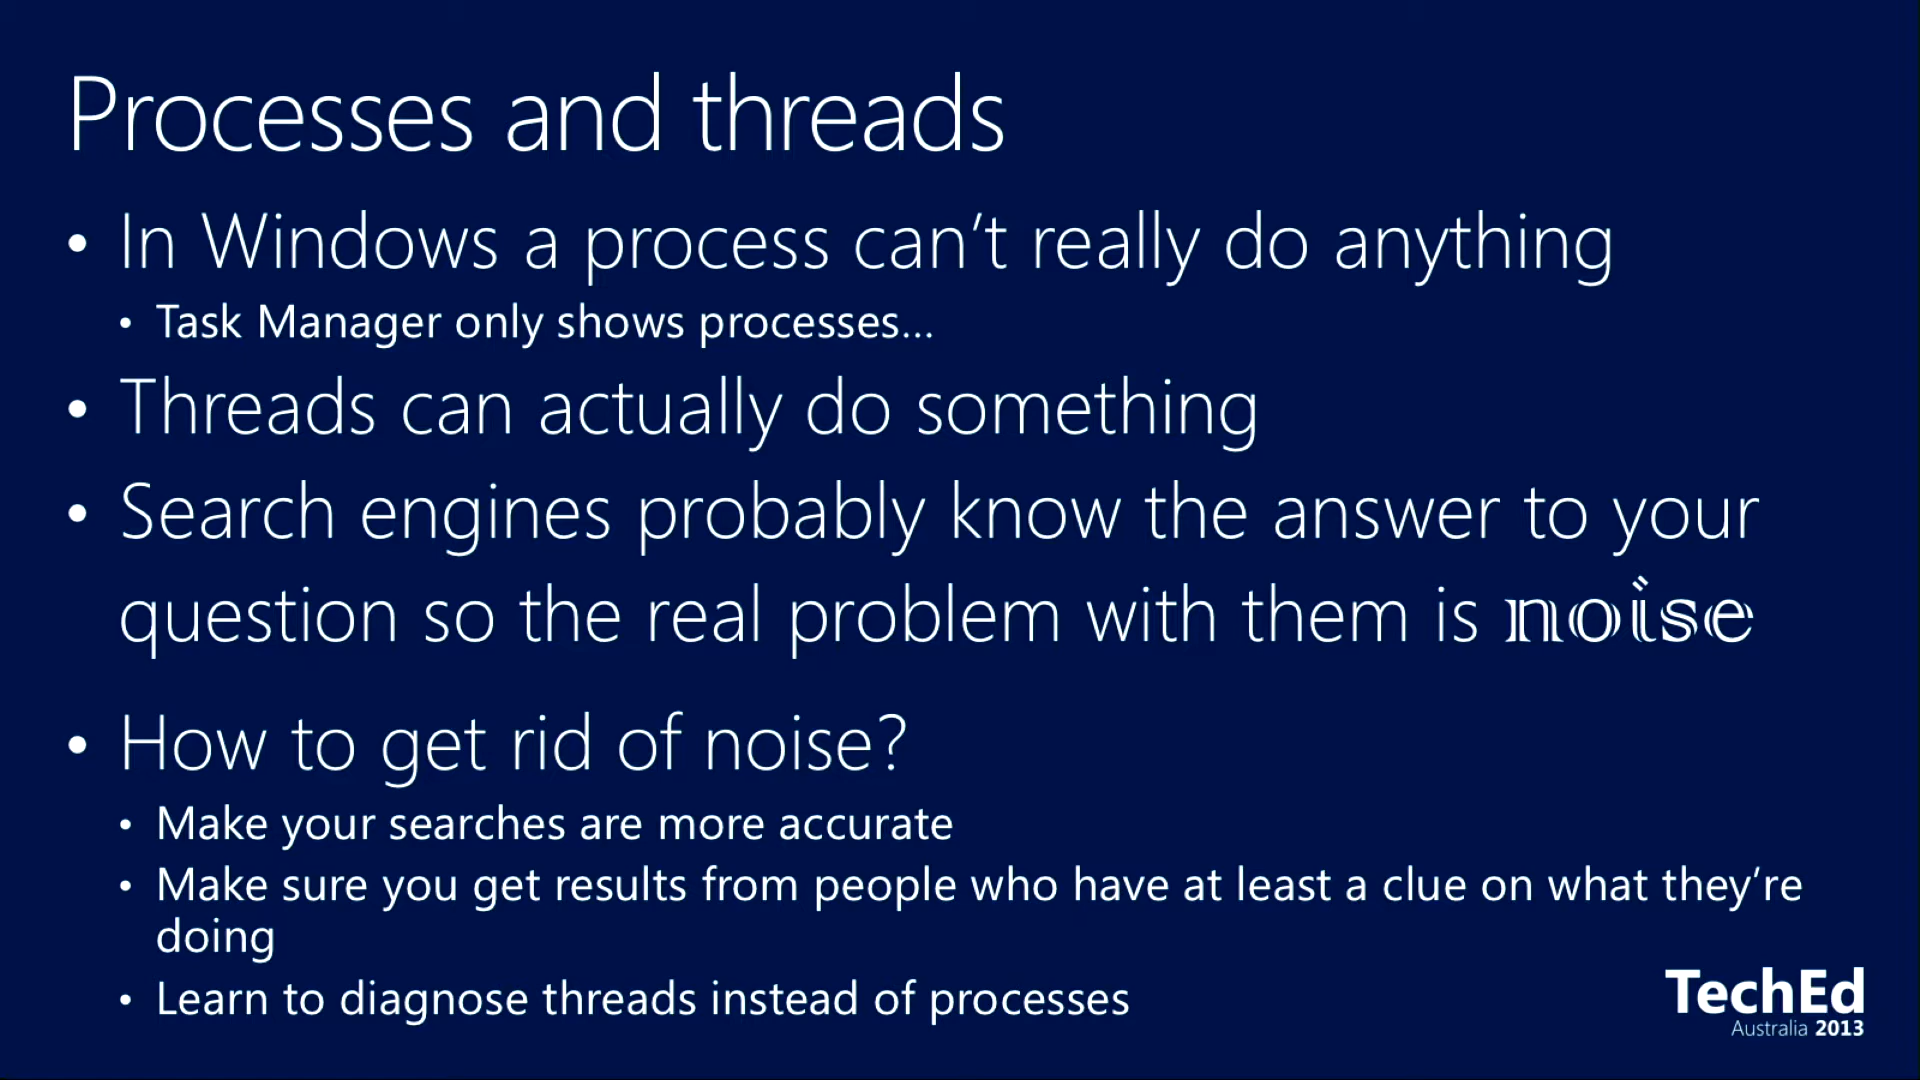 Processes and threads
• In Windows a process can’t really do anything
• Task Manager only shows processes...
• Threads can actually do something
• Search engines probably know the answer to your
question so the real problem with them is noise
• How to get rid of noise?
• Make your searches are more accurate
• Make sure you get results from people who have at least a clue on what they’re
doing
• Learn to diagnose threads instead of processes
TechEd
Australia 2013